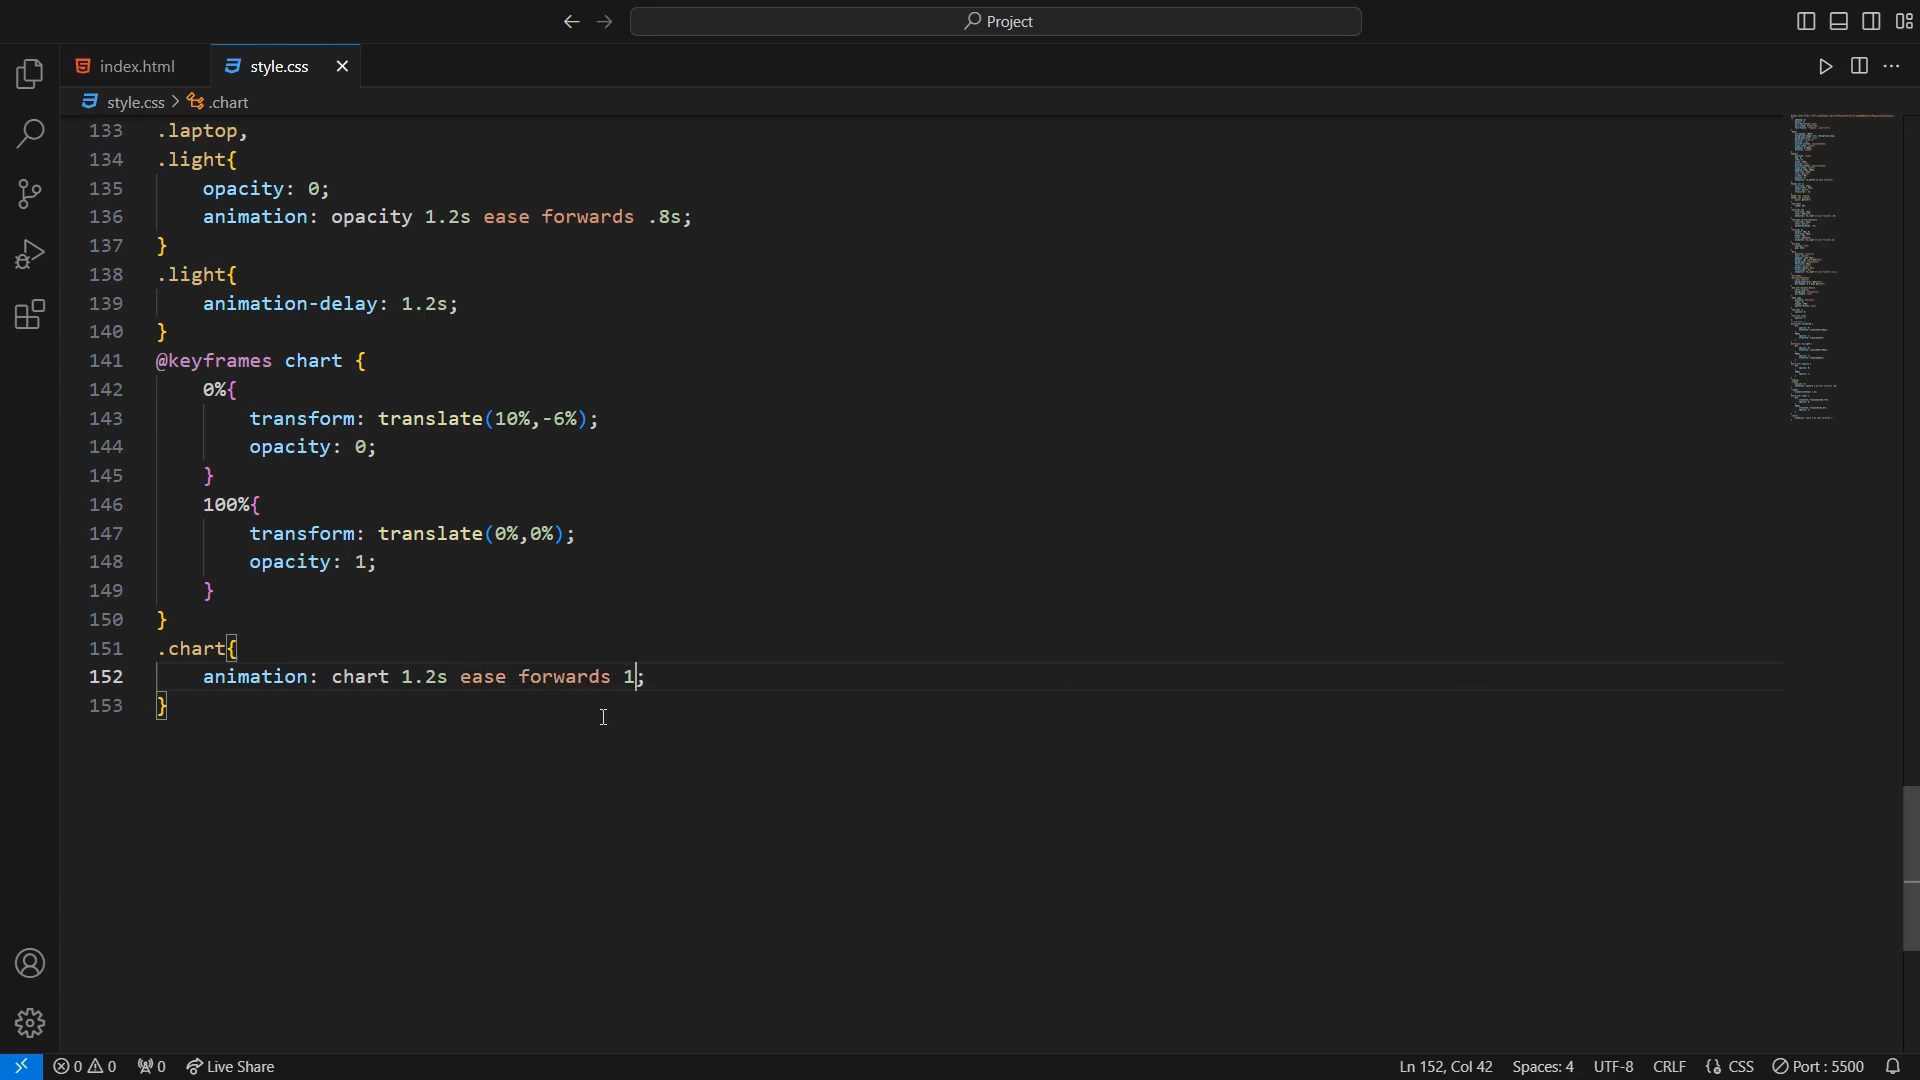 Project
index.html
style.css
style.css > .chart
133 .laptop,
134 .light{
135 opacity: 0;
136 animation: opacity 1.2s ease forwards .8s;
137 }
138 .light{
139 animation-delay: 1.2s;
140 }
141 @keyframes chart {
142 0%{
143 transform: translate(10%,-6%);
144 opacity: 0;
145 }
146 100%{
147 transform: translate(0%,0%);
148 opacity: 1;
149 }
150 }
151 .chart{
152 animation: chart 1.2s ease forwards 1;
153 }
0 0 0 Live Share Ln 152, Col 42 Spaces: 4 UTF-8 CRLF CSS Port : 5500